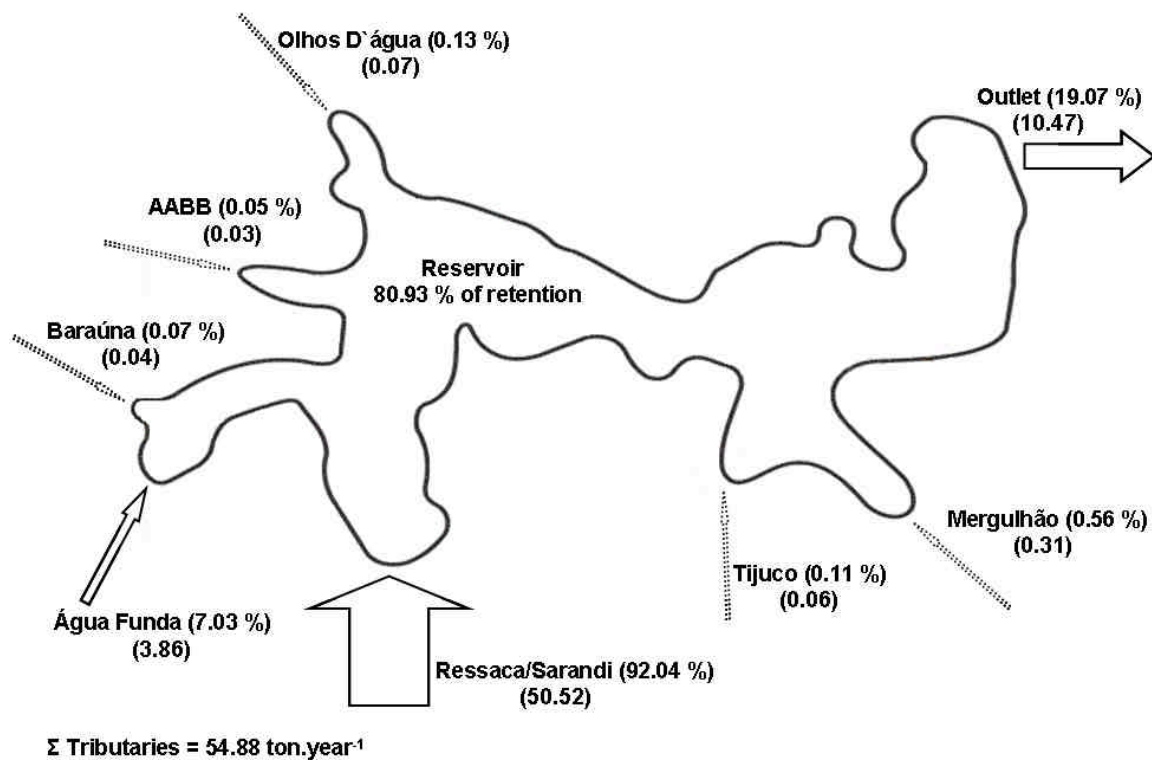 Olhos D`água (0.13 %)
(0.07)
Outlet (19.07 %)
(10.47)
AABB (0.05 %)
(0.03)
Reservoir
80.93 % of retention
Baraúna (0.07 %)
(0.04)
Mergulhão (0.56 %)
(0.31)
Tijuco (0.11 %)
(0.06)
Água Funda (7.03 %)
(3.86)
Ressaca/Sarandi (92.04 %)
(50.52)
Σ Tributaries = 54.88 ton.year⁻¹